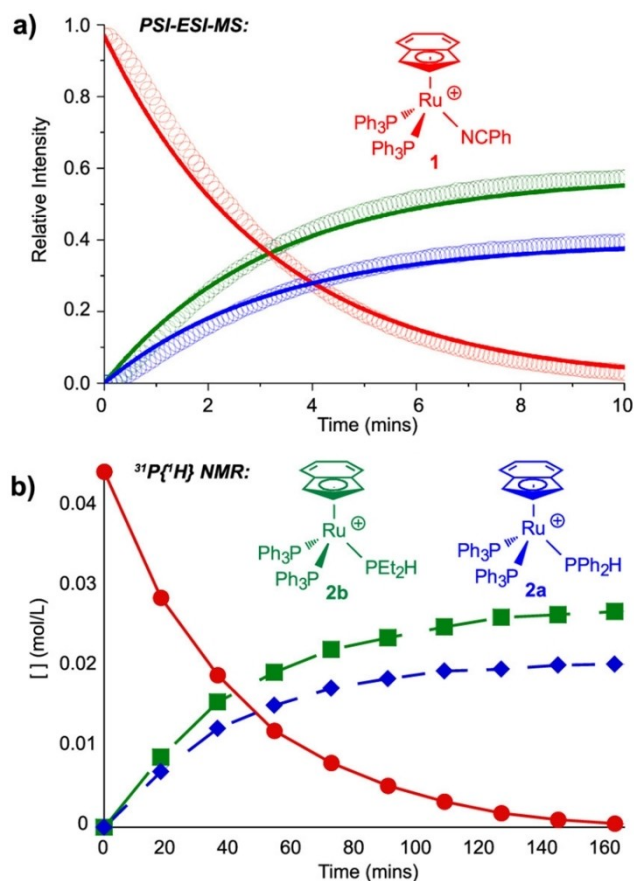 a)
PSI-ESI-MS:
1.0
0.8
0.6
0.4
0.2
0.0
Relative Intensity
Ru ⊕
Ph₃P
Ph₃P
NCPh
1
0 2 4 6 8 10
Time (mins)
b)
³¹P{¹H} NMR:
0.04
0.03
0.02
0.01
0
[ ] (mol/L)
Ru ⊕
Ph₃P
Ph₃P
PEt₂H
2b
Ru ⊕
Ph₃P
Ph₃P
PPh₂H
2a
0 20 40 60 80 100 120 140 160
Time (mins)